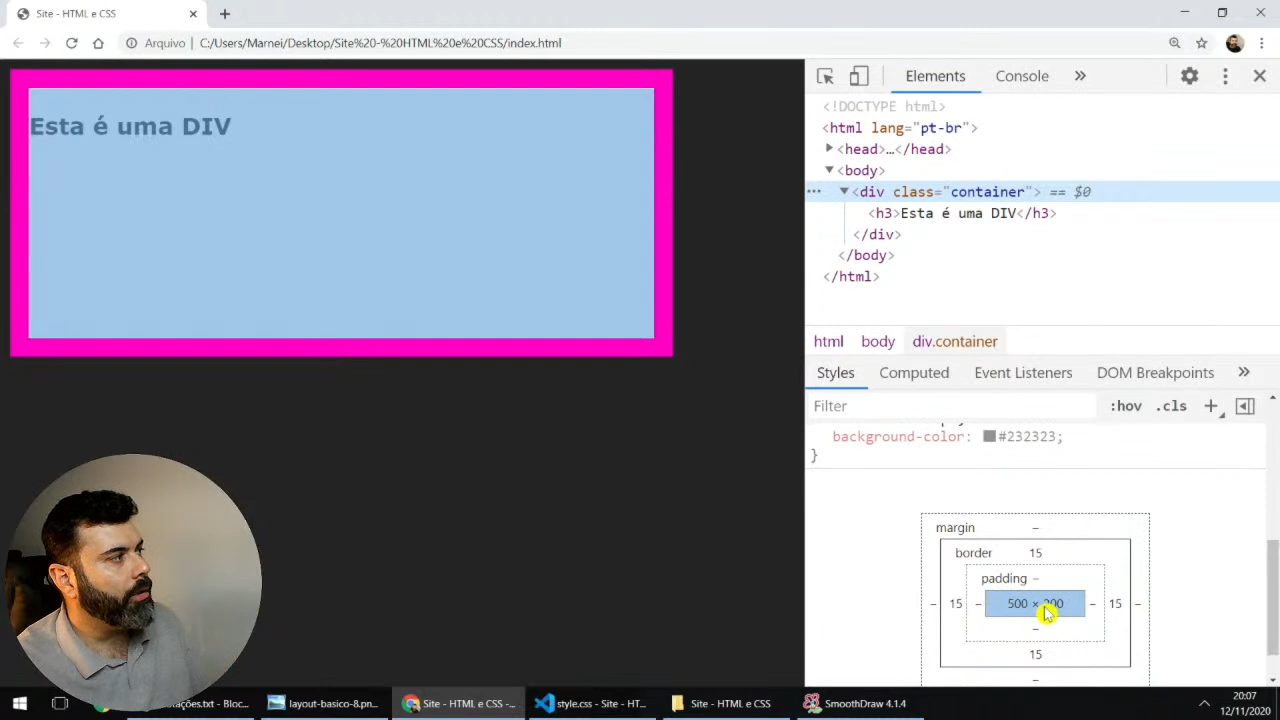 Site - HTML e CSS
Arquivo
C:/Users/Marnei/Desktop/Site%20-%20HTML%20e%20CSS/index.html
Esta é uma DIV
Elements
Console
<!DOCTYPE html>
<html lang="pt-br">
<head>…</head>
<body>
<div class="container"> == $0
<h3>Esta é uma DIV</h3>
</div>
</body>
</html>
html
body
div.container
Styles
Computed
Event Listeners
DOM Breakpoints
Filter
:hov
.cls
background-color: #232323;
}
margin
–
border
15
padding –
– 15 – 500 × – 15 –
–
15
–
layout-basico-8.pn...
Site - HTML e CSS -...
style.css - Site - HT...
Site - HTML e CSS
SmoothDraw 4.1.4
20:07
12/11/2020